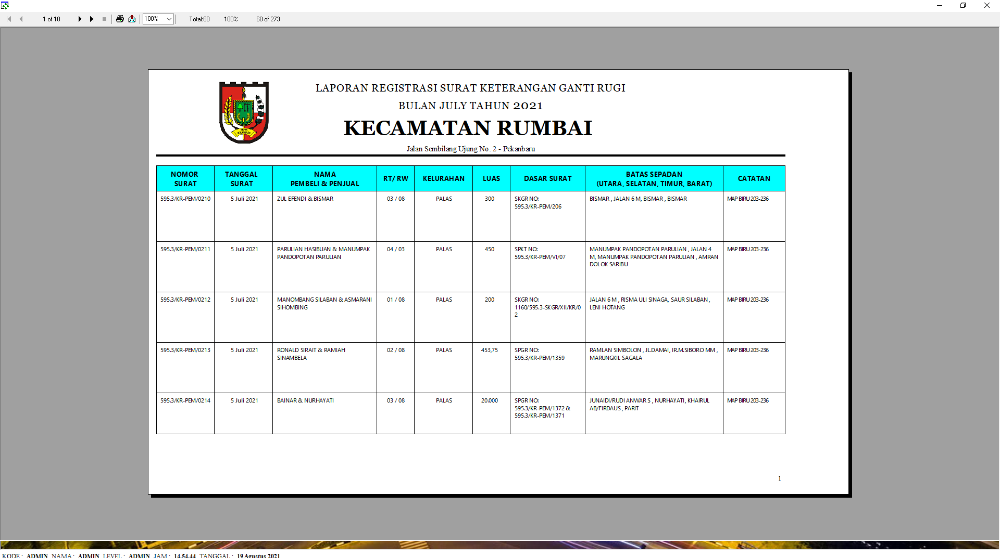 1 of 10 100% Total:60 100% 60 of 273
LAPORAN REGISTRASI SURAT KETERANGAN GANTI RUGI
BULAN JULY TAHUN 2021
KECAMATAN RUMBAI
Jalan Sembilang Ujung No. 2 - Pekanbaru
NOMOR SURAT TANGGAL SURAT NAMA PEMBELI & PENJUAL RT/ RW KELURAHAN LUAS DASAR SURAT BATAS SEPADAN (UTARA, SELATAN, TIMUR, BARAT) CATATAN
595.3/KR-PEM/0210 5 Juli 2021 ZUL EFENDI & BISMAR 03 / 08 PALAS 300 SKGR NO: BISMAR , JALAN 6 M, BISMAR , BISMAR MAP BIRU 203-236
595.3/KR-PEM/206
595.3/KR-PEM/0211 5 Juli 2021 PARULIAN HASIBUAN & MANUMPAK 04 / 03 PALAS 450 SPKT NO: MANUMPAK PANDOPOTAN PARULIAN , JALAN 4 MAP BIRU 203-236
PANDOPOTAN PARULIAN 595.3/KR-PEM/VI/07 M, MANUMPAK PANDOPOTAN PARULIAN , AMRAN
DOLOK SARIBU
595.3/KR-PEM/0212 5 Juli 2021 MANOMBANG SILABAN & ASMARANI 01 / 08 PALAS 200 SKGR NO: JALAN 6 M , RISMA ULI SINAGA, SAUR SILABAN , MAP BIRU 203-236
SIHOMBING 1160/595.3-SKGR/XII/KR/0 LENI HOTANG
2
595.3/KR-PEM/0213 5 Juli 2021 RONALD SIRAIT & RAMIAH 02 / 08 PALAS 453,75 SPGR NO: RAMLAN SIMBOLON , JL.DAMAI, IR.M.SIBORO MM , MAP BIRU 203-236
SINAMBELA 595.3/KR-PEM/1359 MARUNGKIL SAGALA
595.3/KR-PEM/0214 5 Juli 2021 BAINAR & NURHAYATI 03 / 08 PALAS 20.000 SPGR NO: JUNAIDI/RUDI ANWAR S , NURHAYATI, KHAIRUL MAP BIRU 203-236
595.3/KR-PEM/1372 & AB/FIRDAUS , PARIT
595.3/KR-PEM/1371
1
KODE : ADMIN NAMA : ADMIN LEVEL : ADMIN JAM : 14.54.44 TANGGAL : 19 Agustus 2021